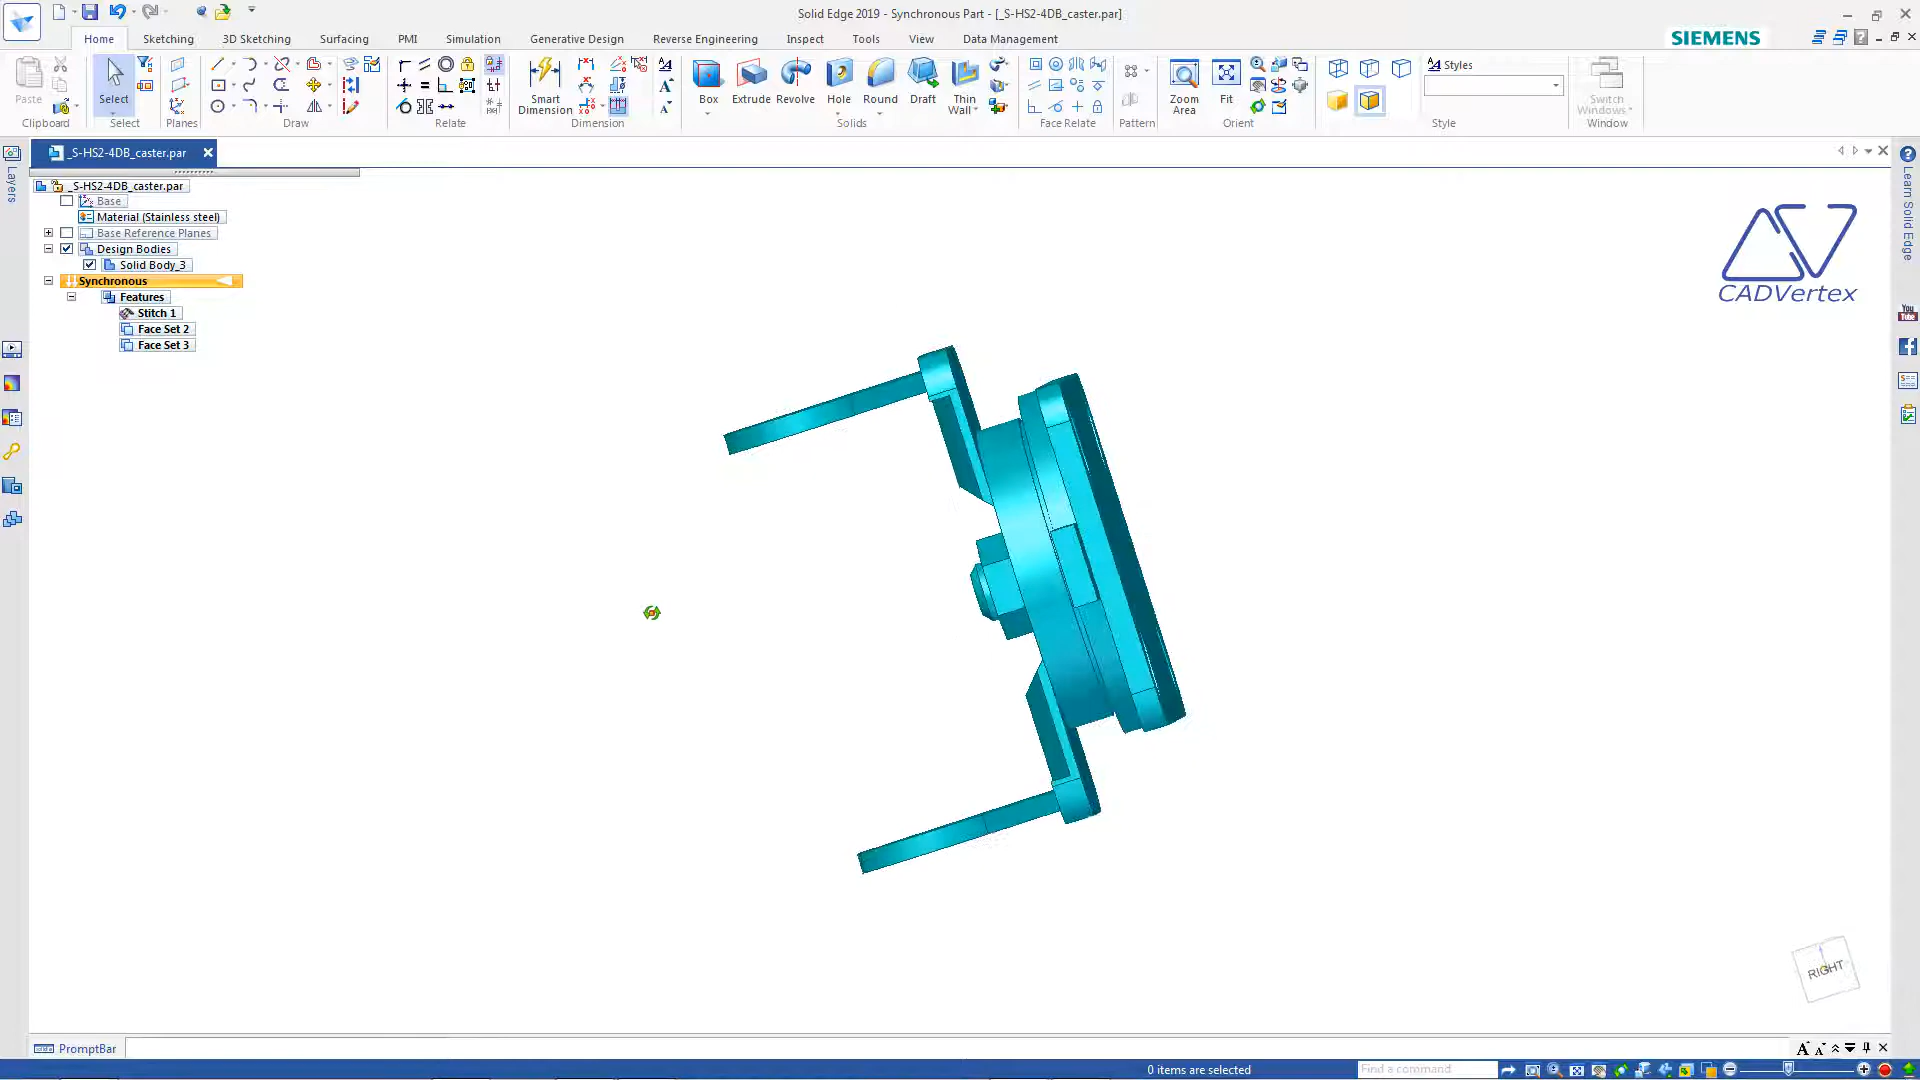 Solid Edge 2019 - Synchronous Part - [_S-HS2-4DB_caster.par]
Home Sketching 3D Sketching Surfacing PMI Simulation Generative Design Reverse Engineering Inspect Tools View Data Management
SIEMENS
Paste
Clipboard
Select
Select
Planes
Draw
Relate
Smart Dimension
Dimension
Box Extrude Revolve Hole Round Draft Thin Wall
Solids
Face Relate
Pattern
Zoom Area
Fit
Orient
Styles
Style
Switch Windows
Window
_S-HS2-4DB_caster.par
Layers
_S-HS2-4DB_caster.par
Base
Material (Stainless steel)
Base Reference Planes
Design Bodies
Solid Body_3
Synchronous
Features
Stitch 1
Face Set 2
Face Set 3
CADVertex
Learn Solid Edge
You Tube
RIGHT
PromptBar
0 items are selected
Find a command